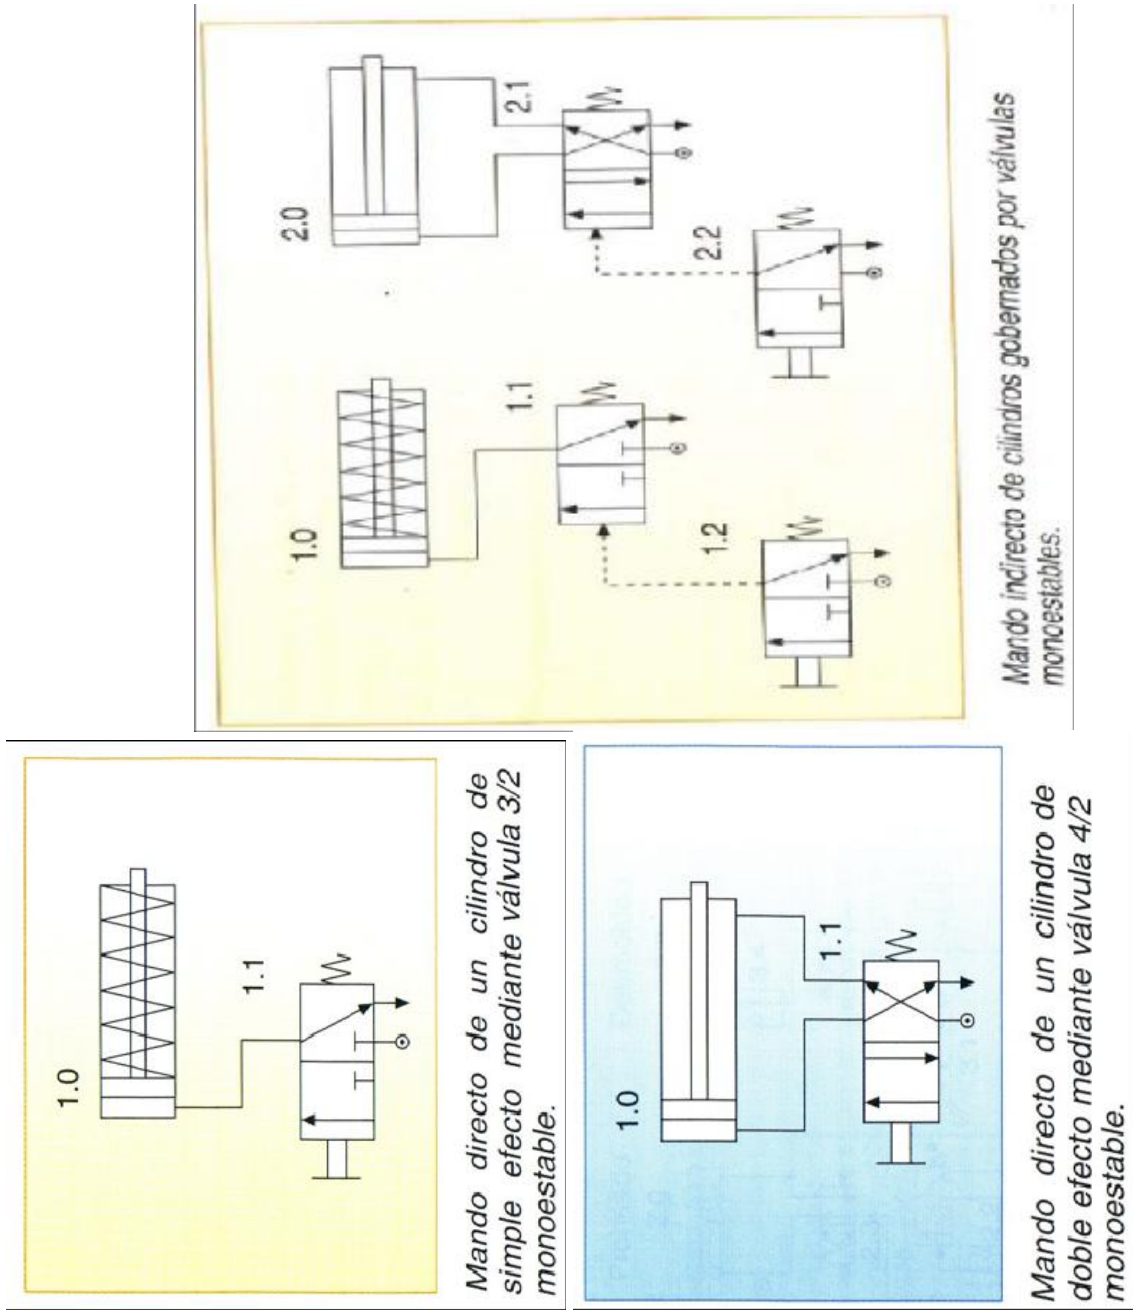 2.0
2.1
2.2
1.0
1.1
1.2
Mando indirecto de cilindros gobernados por válvulas
monoestables.
1.0
1.1
Mando directo de un cilindro de
simple efecto mediante válvula 3/2
monoestable.
1.0
1.1
Mando directo de un cilindro de
doble efecto mediante válvula 4/2
monoestable.